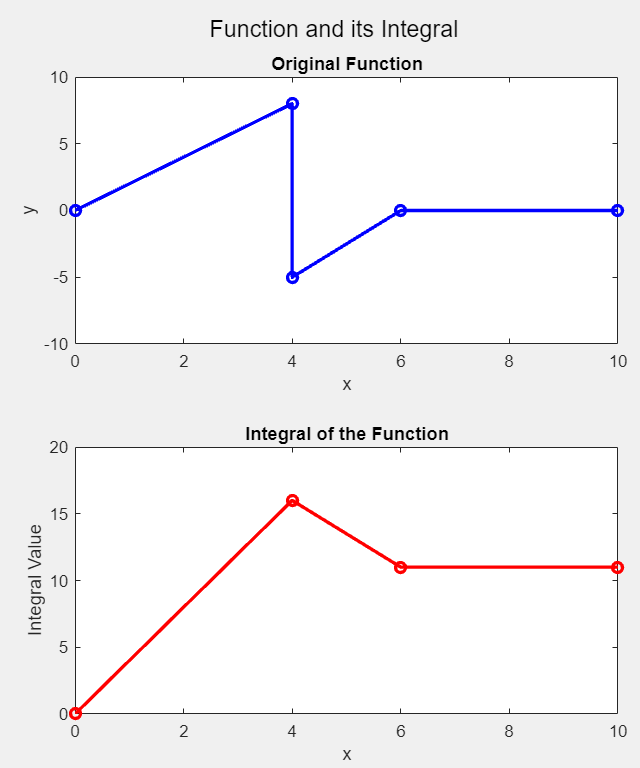 Function and its Integral
Original Function
10
5
0
-5
-10
y
0 2 4 6 8 10
x
Integral of the Function
20
15
10
5
0
Integral Value
0 2 4 6 8 10
x